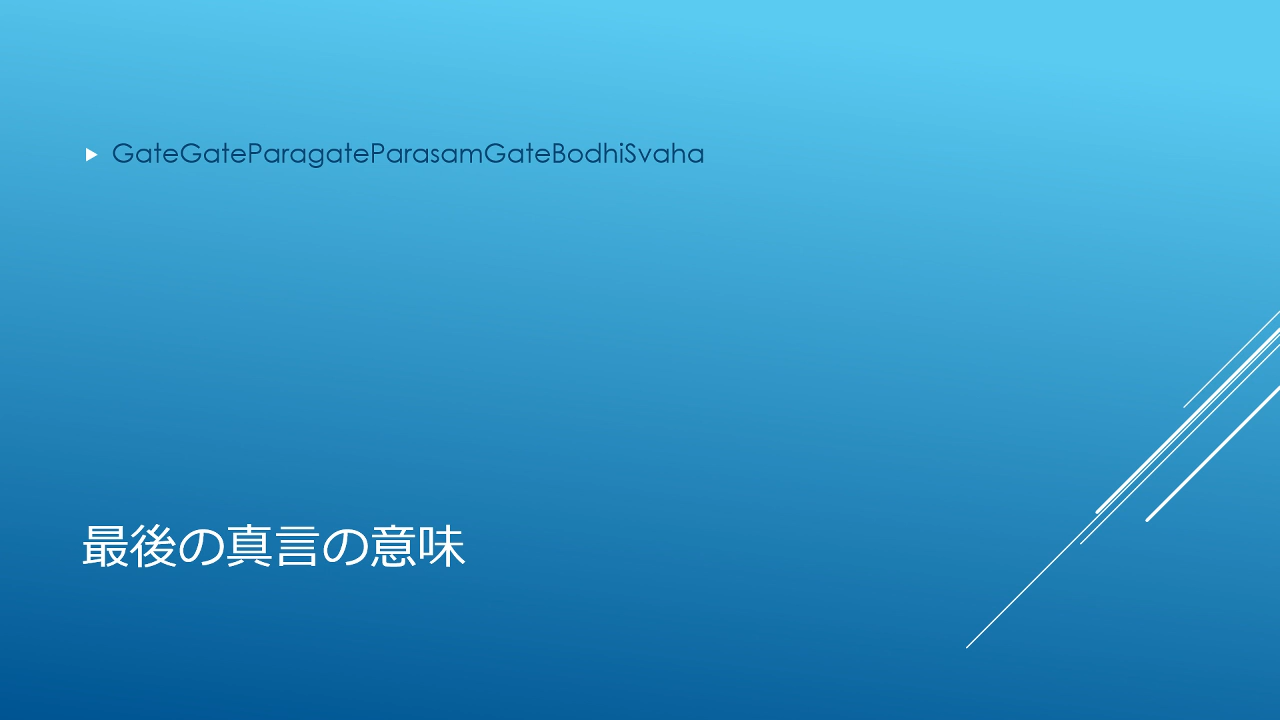 GateGateParagateParasamGateBodhiSvaha
最後の真言の意味